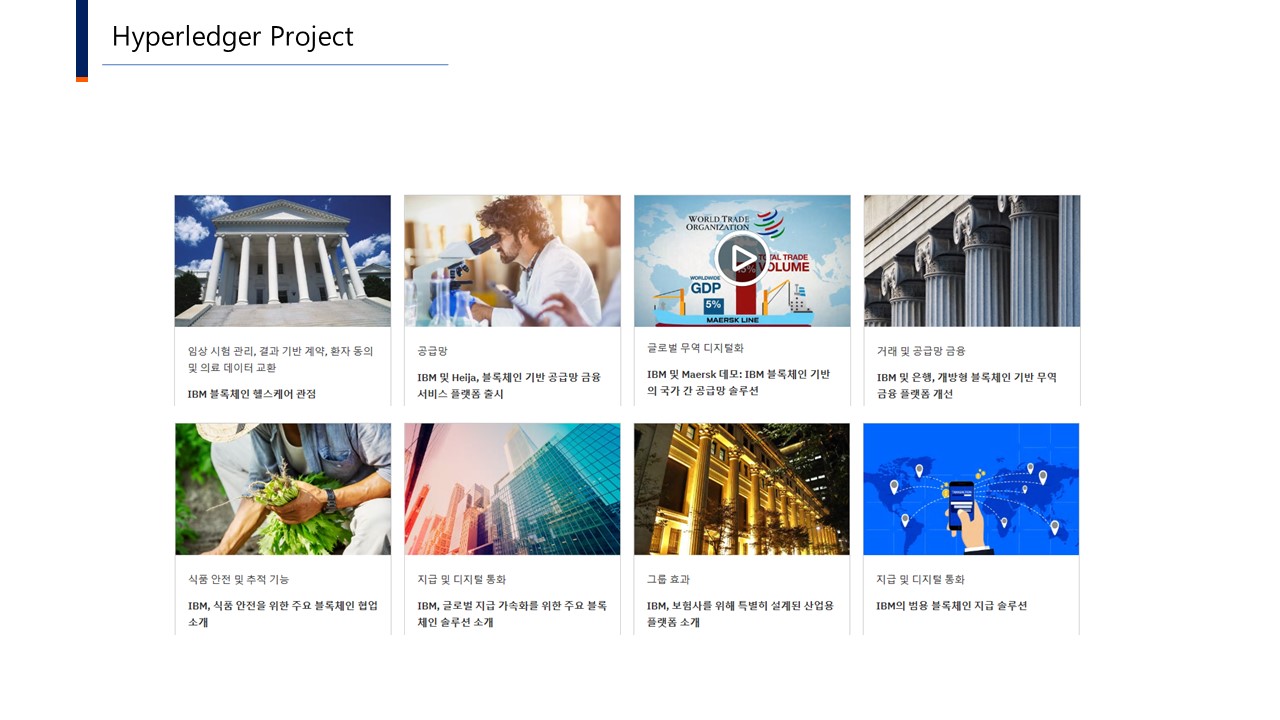 Hyperledger Project
WORLD TRADE
ORGANIZATION
TOTAL TRADE
VOLUME
WORLDWIDE
GDP
5%
MAERSK LINE
임상 시험 관리, 결과 기반 계약, 환자 동의
및 의료 데이터 교환
IBM 블록체인 헬스케어 관점
공급망
IBM 및 Heija, 블록체인 기반 공급망 금융
서비스 플랫폼 출시
글로벌 무역 디지털화
IBM 및 Maersk 데모: IBM 블록체인 기반
의 국가 간 공급망 솔루션
거래 및 공급망 금융
IBM 및 은행, 개방형 블록체인 기반 무역
금융 플랫폼 개선
식품 안전 및 추적 기능
IBM, 식품 안전을 위한 주요 블록체인 협업
소개
지급 및 디지털 통화
IBM, 글로벌 지급 가속화를 위한 주요 블록
체인 솔루션 소개
그룹 효과
IBM, 보험사를 위해 특별히 설계된 산업용
플랫폼 소개
지급 및 디지털 통화
IBM의 범용 블록체인 지급 솔루션